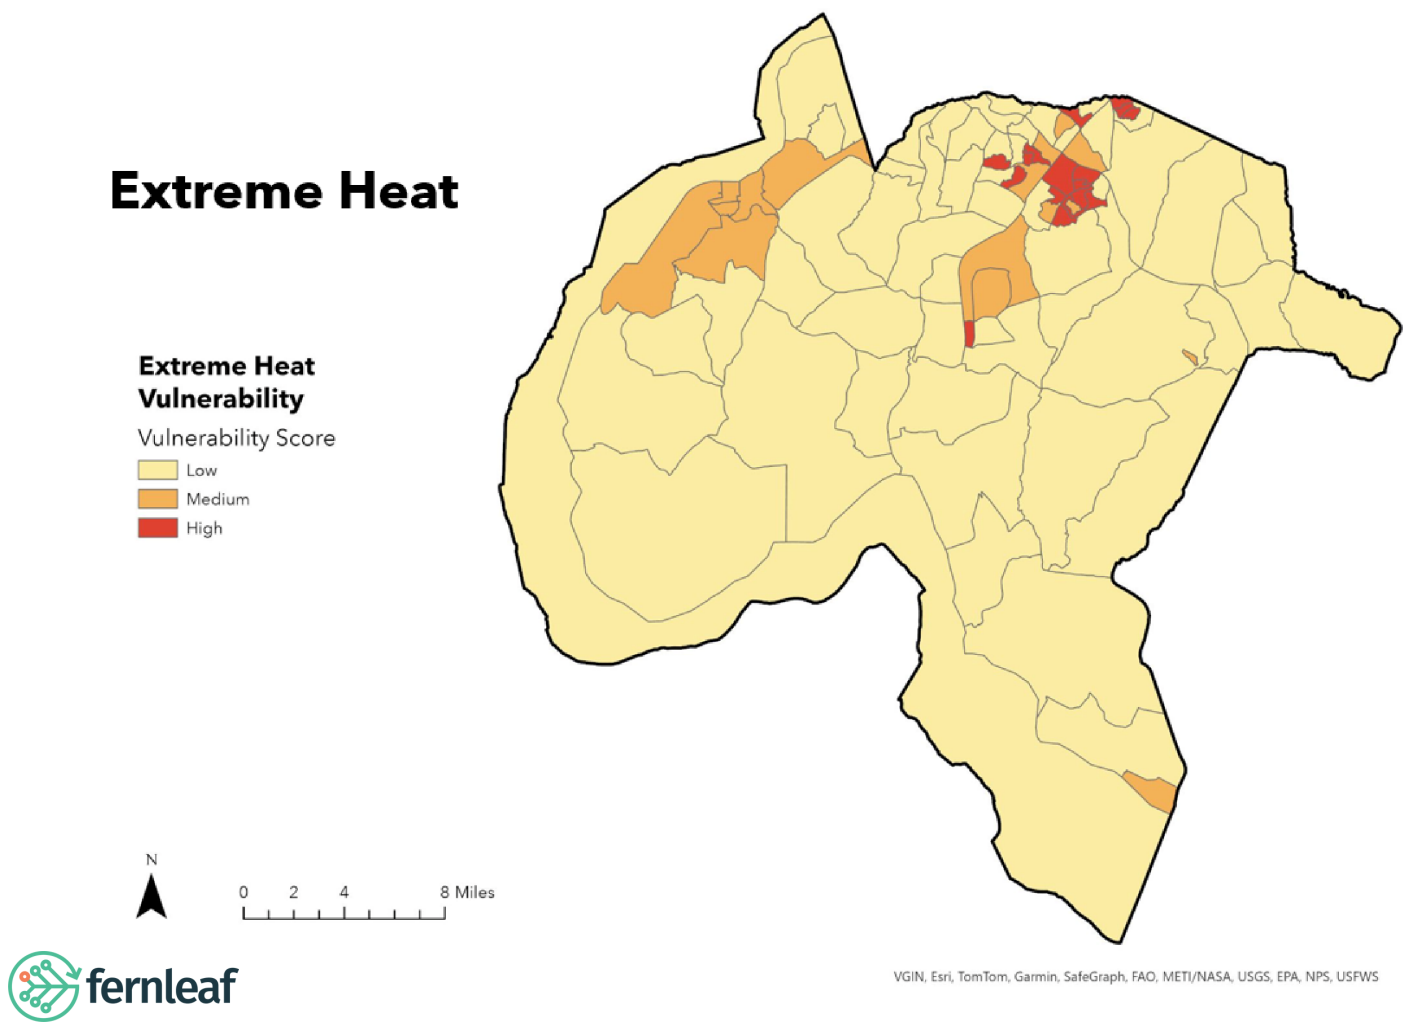 Extreme Heat
Extreme Heat
Vulnerability
Vulnerability Score
Low
Medium
High
N
0 2 4 8 Miles
fernleaf
VGIN, Esri, TomTom, Garmin, SafeGraph, FAO, METI/NASA, USGS, EPA, NPS, USFWS